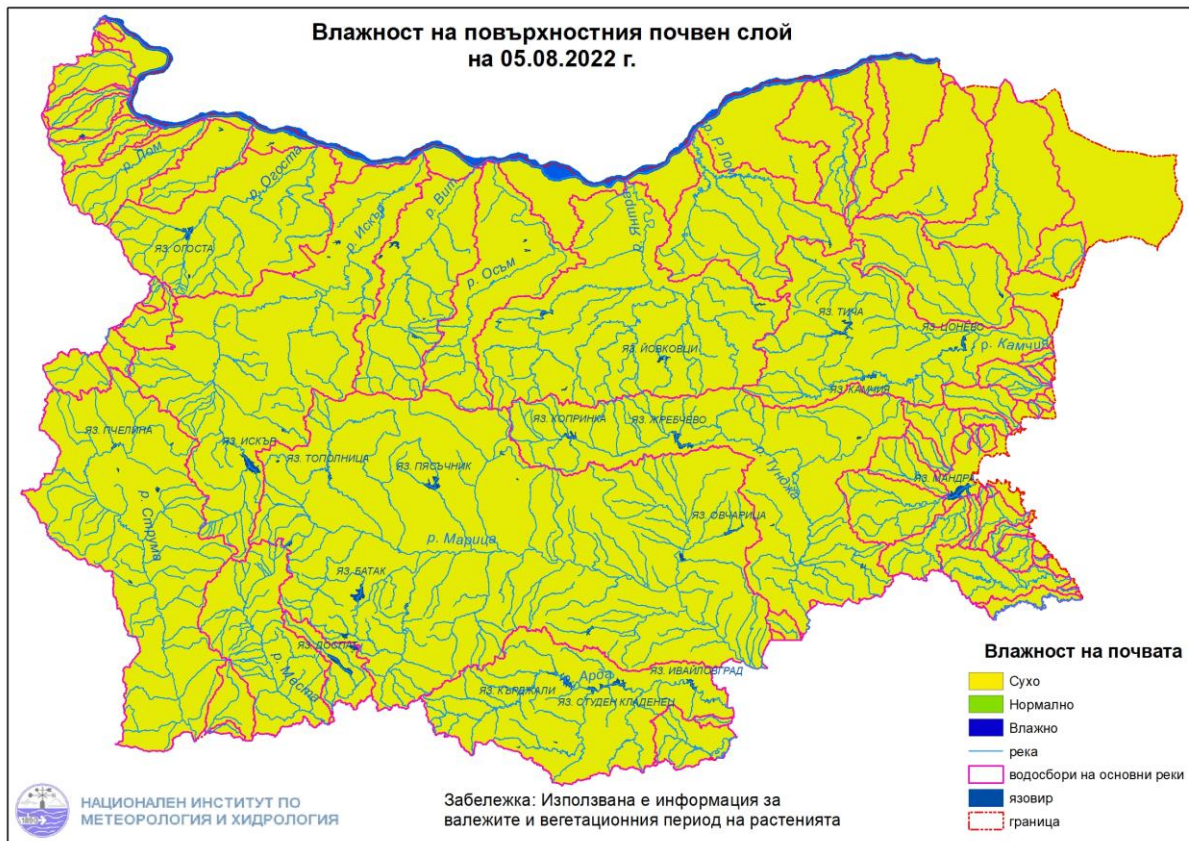 Влажност на повърхностния почвен слой
на 05.08.2022 г.
р. Лом
р. Огоста
р. Искър
р. Вит
р. Осъм
р. Янтра
р. Р. Лом
ЯЗ. ОГОСТА
ЯЗ. ТИЧА
ЯЗ. ЦОНЕВО
р. Камчия
ЯЗ. ЙОВКОВЦИ
ЯЗ. КАМЧИЯ
ЯЗ. КОПРИНКА
ЯЗ. ЖРЕБЧЕВО
ЯЗ. ПЧЕЛИНА
ЯЗ. ИСКЪР
ЯЗ. ТОПОЛНИЦА
ЯЗ. ПЯСЪЧНИК
р. Тунджа
ЯЗ. МАНДРА
р. Струма
ЯЗ. ОВЧАРИЦА
р. Марица
ЯЗ. БАТАК
ЯЗ. ДОСПАТ
р. Места
р. Арда
ЯЗ. ИВАЙЛОВГРАД
ЯЗ. КЪРДЖАЛИ
ЯЗ. СТУДЕН КЛАДЕНЕЦ
Влажност на почвата
Сухо
Нормално
Влажно
река
водосбори на основни реки
язовир
граница
НАЦИОНАЛЕН ИНСТИТУТ ПО
МЕТЕОРОЛОГИЯ И ХИДРОЛОГИЯ
Забележка: Използвана е информация за
валежите и вегетационния период на растенията